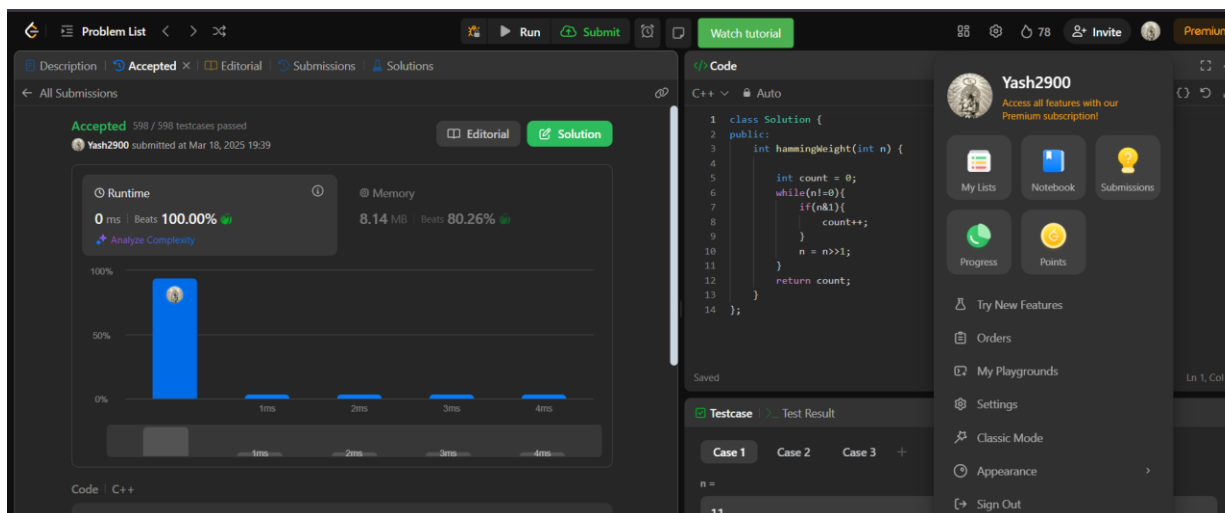 Problem List
Run
Submit
Watch tutorial
78
Invite
Premium
Description
Accepted
Editorial
Submissions
Solutions
All Submissions
Accepted 598 / 598 testcases passed
Yash2900 submitted at Mar 18, 2025 19:39
Editorial
Solution
Runtime
0 ms Beats 100.00%
Analyze Complexity
Memory
8.14 MB Beats 80.26%
100%
50%
0%
1ms 2ms 3ms 4ms
1ms 2ms 3ms 4ms
Code C++
</> Code
C++ Auto
1 class Solution {
2 public:
3 int hammingWeight(int n) {
4
5 int count = 0;
6 while(n!=0){
7 if(n&1){
8 count++;
9 }
10 n = n>>1;
11 }
12 return count;
13 }
14 };
Saved
Ln 1, Col
Testcase
>_ Test Result
Case 1 Case 2 Case 3 +
n =
11
Yash2900
Access all features with our
Premium subscription!
My Lists
Notebook
Submissions
Progress
Points
Try New Features
Orders
My Playgrounds
Settings
Classic Mode
Appearance
Sign Out